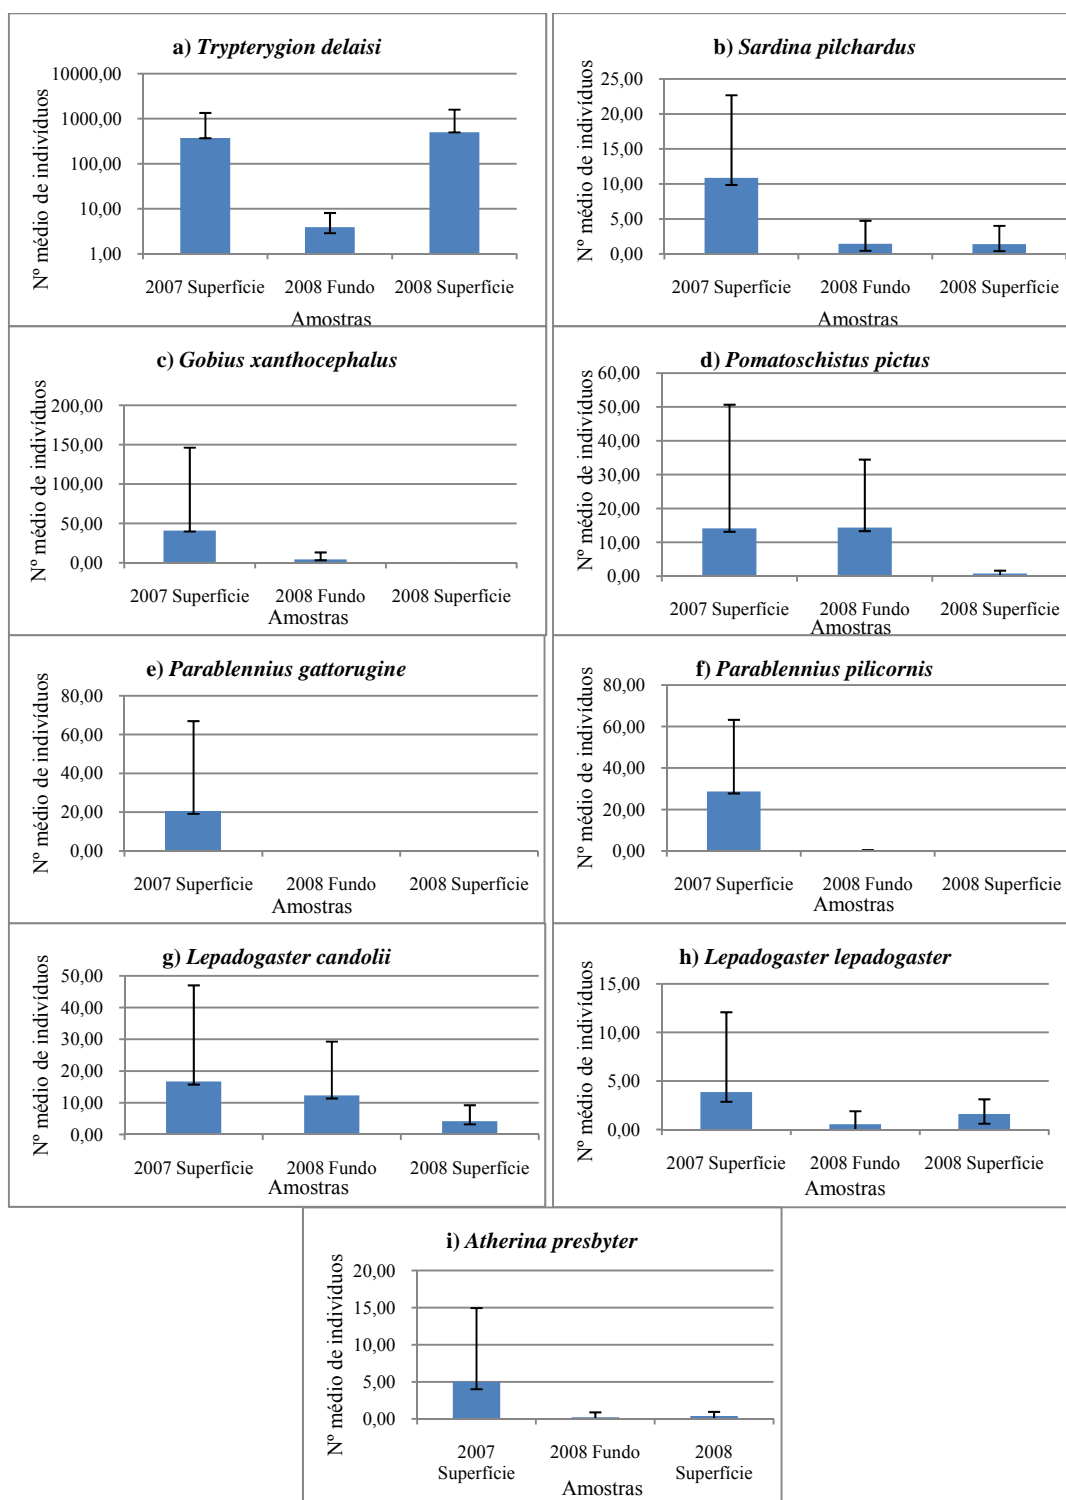 a) Trypterygion delaisi
Nº médio de indivíduos
10000,00
1000,00
100,00
10,00
1,00
2007 Superfície 2008 Fundo 2008 Superfície
Amostras
b) Sardina pilchardus
Nº médio de indivíduos
25,00
20,00
15,00
10,00
5,00
0,00
2007 Superfície 2008 Fundo 2008 Superfície
Amostras
c) Gobius xanthocephalus
Nº médio de indivíduos
200,00
150,00
100,00
50,00
0,00
2007 Superfície 2008 Fundo 2008 Superfície
Amostras
d) Pomatoschistus pictus
Nº médio de indivíduos
60,00
50,00
40,00
30,00
20,00
10,00
0,00
2007 Superfície 2008 Fundo 2008 Superfície
Amostras
e) Parablennius gattorugine
Nº médio de indivíduos
80,00
60,00
40,00
20,00
0,00
2007 Superfície 2008 Fundo 2008 Superfície
Amostras
f) Parablennius pilicornis
Nº médio de indivíduos
80,00
60,00
40,00
20,00
0,00
2007 Superfície 2008 Fundo 2008 Superfície
Amostras
g) Lepadogaster candolii
Nº médio de indivíduos
50,00
40,00
30,00
20,00
10,00
0,00
2007 Superfície 2008 Fundo 2008 Superfície
Amostras
h) Lepadogaster lepadogaster
Nº médio de indivíduos
15,00
10,00
5,00
0,00
2007 Superfície 2008 Fundo 2008 Superfície
Amostras
i) Atherina presbyter
Nº médio de indivíduos
20,00
15,00
10,00
5,00
0,00
2007 2008 Fundo 2008
Superfície Superfície
Amostras